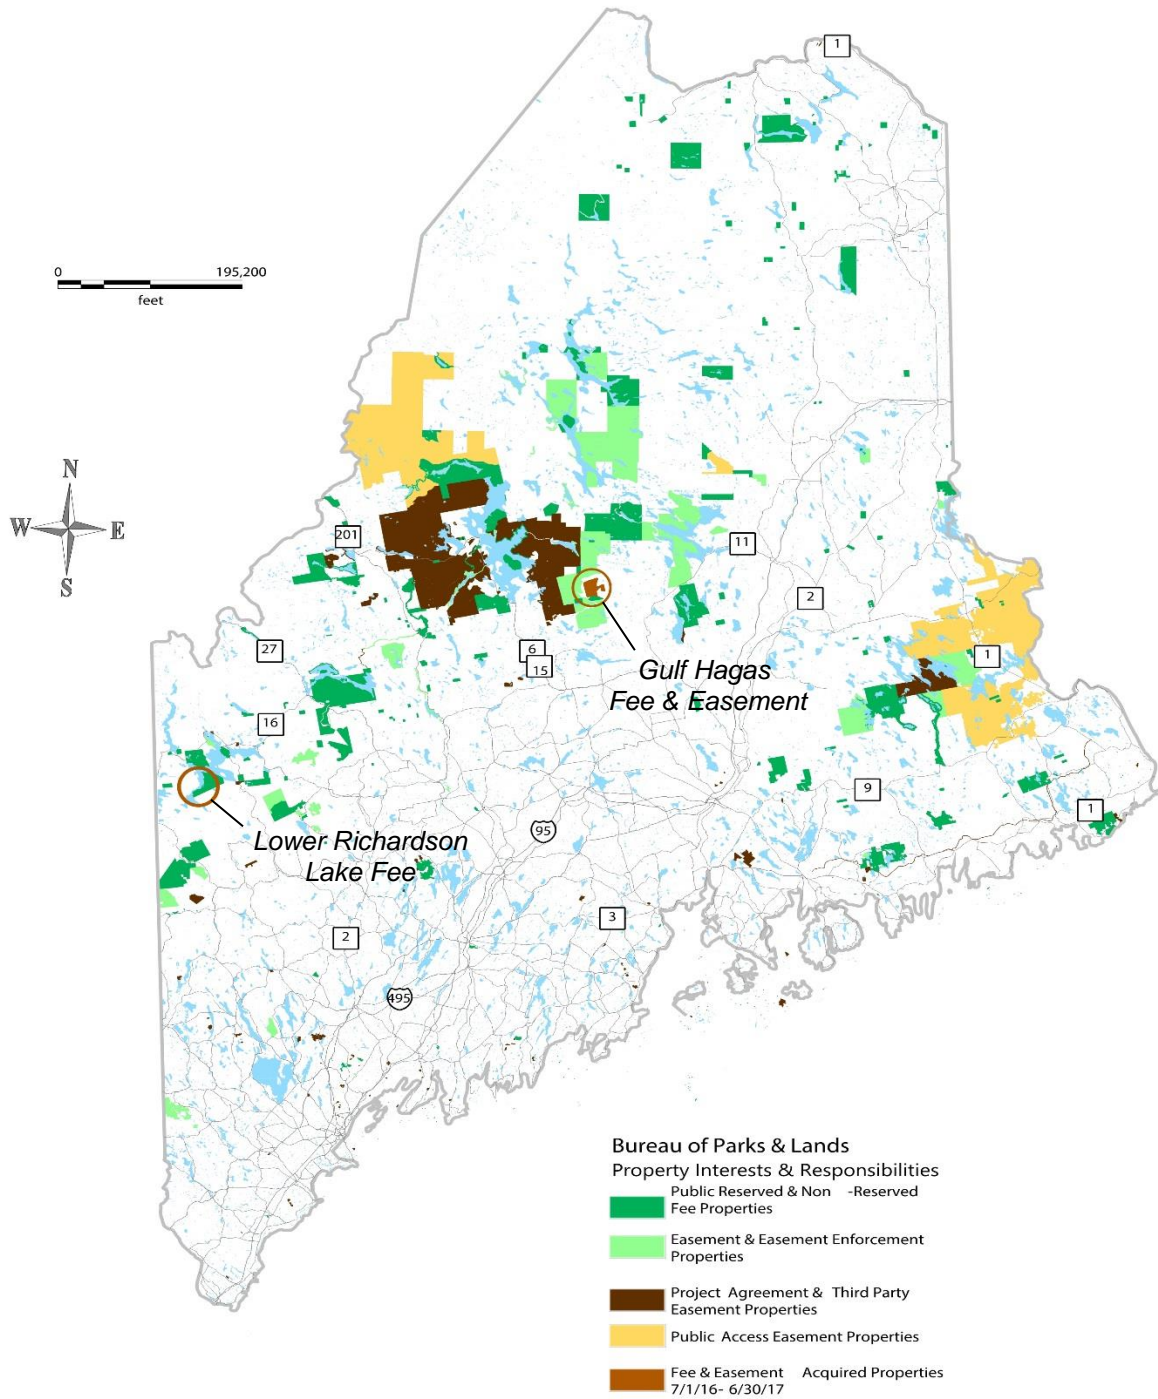 1
0 195,200
feet
N
W E
S
201
11
2
27
6
15
1
Gulf Hagas
Fee & Easement
16
9
1
Lower Richardson
Lake Fee
95
3
2
495
Bureau of Parks & Lands
Property Interests & Responsibilities
Public Reserved & Non -Reserved
Fee Properties
Easement & Easement Enforcement
Properties
Project Agreement & Third Party
Easement Properties
Public Access Easement Properties
Fee & Easement Acquired Properties
7/1/16- 6/30/17